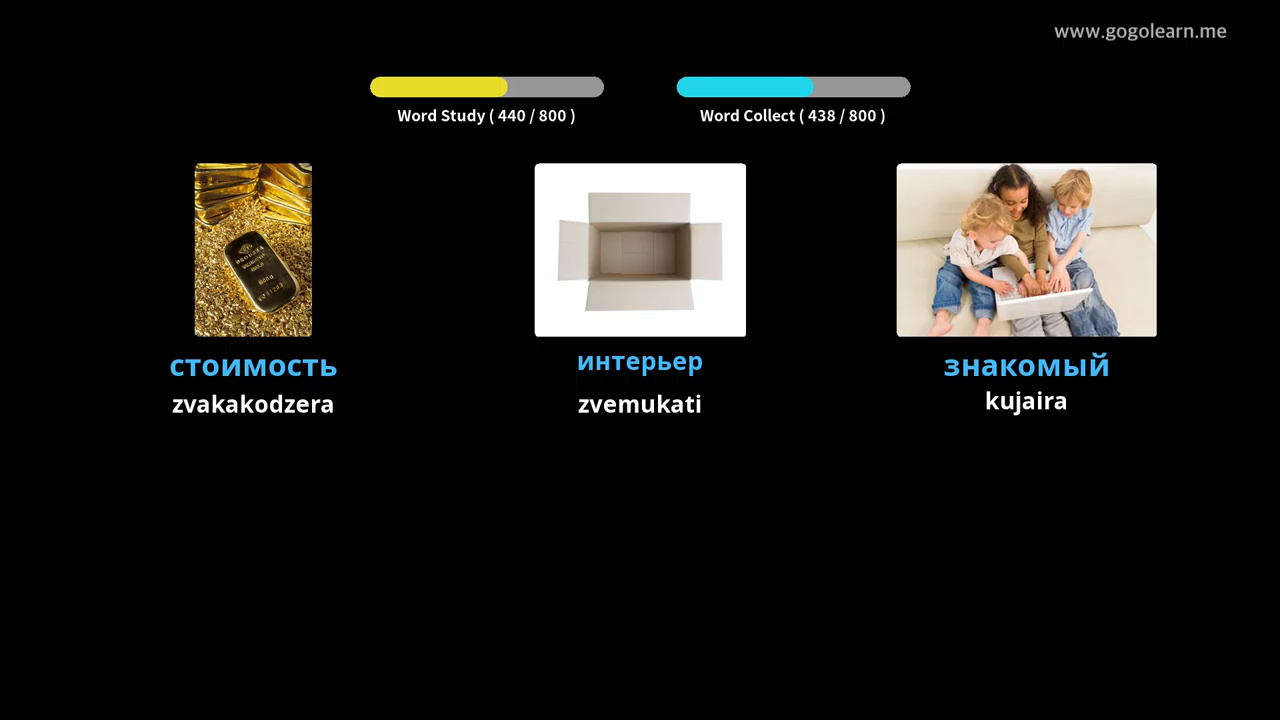 www.gogolearn.me
Word Study ( 440 / 800 )
Word Collect ( 438 / 800 )
стоимость
zvakakodzera
интерьер
zvemukati
знакомый
kujaira